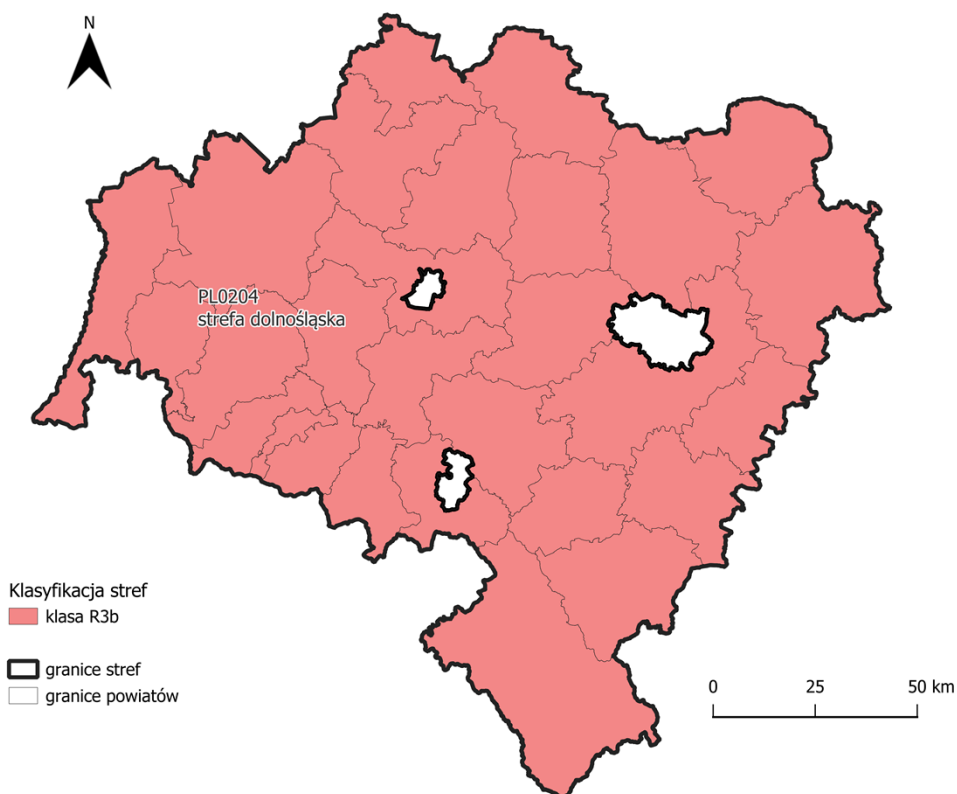 N
PL0204
strefa dolnośląska
Klasyfikacja stref
klasa R3b
granice stref
granice powiatów
0 25 50 km